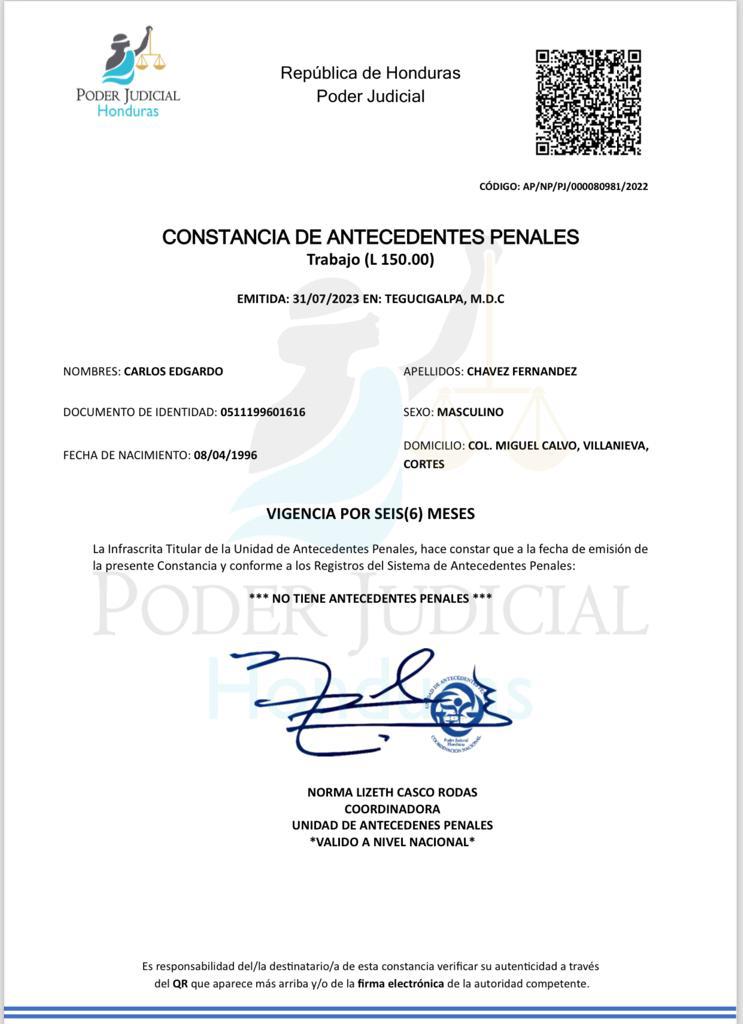 PODER JUDICIAL
Honduras
República de Honduras
Poder Judicial
CÓDIGO: AP/NP/PJ/000080981/2022
CONSTANCIA DE ANTECEDENTES PENALES
Trabajo (L 150.00)
EMITIDA: 31/07/2023 EN: TEGUCIGALPA, M.D.C
NOMBRES: CARLOS EDGARDO
APELLIDOS: CHAVEZ FERNANDEZ
DOCUMENTO DE IDENTIDAD: 0511199601616
SEXO: MASCULINO
FECHA DE NACIMIENTO: 08/04/1996
DOMICILIO: COL. MIGUEL CALVO, VILLANIEVA,
CORTES
VIGENCIA POR SEIS(6) MESES
La Infrascrita Titular de la Unidad de Antecedentes Penales, hace constar que a la fecha de emisión de
la presente Constancia y conforme a los Registros del Sistema de Antecedentes Penales:
*** NO TIENE ANTECEDENTES PENALES ***
PODER JUDICIAL
Honduras
UNIDAD DE ANTECEDENTES
Poder Judicial
Honduras
COORDINACION NACIONAL
NORMA LIZETH CASCO RODAS
COORDINADORA
UNIDAD DE ANTECEDENES PENALES
*VALIDO A NIVEL NACIONAL*
Es responsabilidad del/la destinatario/a de esta constancia verificar su autenticidad a través
del QR que aparece más arriba y/o de la firma electrónica de la autoridad competente.